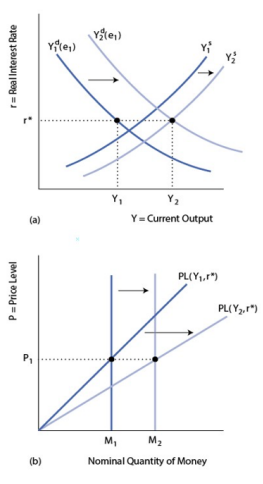 Y₁ᵈ(e₁)
Y₂ᵈ(e₁)
Y₁ˢ
Y₂ˢ
r = Real Interest Rate
r*
Y₁ Y₂
(a) Y = Current Output
P = Price Level
PL(Y₁,r*)
PL(Y₂,r*)
P₁
M₁ M₂
(b) Nominal Quantity of Money